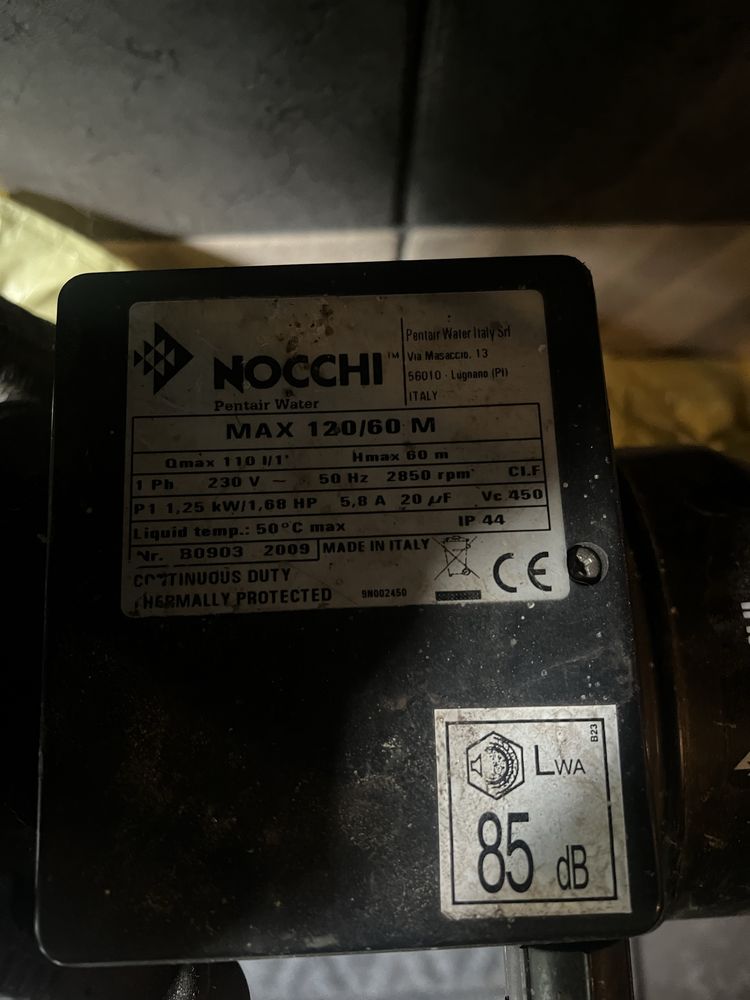 NOCCHI™
Pentair Water
Pentair Water Italy Srl
Via Masaccio, 13
56010 - Lugnano (PI)
ITALY
MAX 120/60 M
Qmax 110 l/1' Hmax 60 m
1 Ph 230 V ~ 50 Hz 2850 rpm Cl.F
P1 1,25 kW/1,68 HP 5,8 A 20 µF Vc 450
Liquid temp.: 50°C max IP 44
Nr. B0903 2009 MADE IN ITALY
CONTINUOUS DUTY
THERMALLY PROTECTED 9N002450
CE
B23
LWA
85 dB